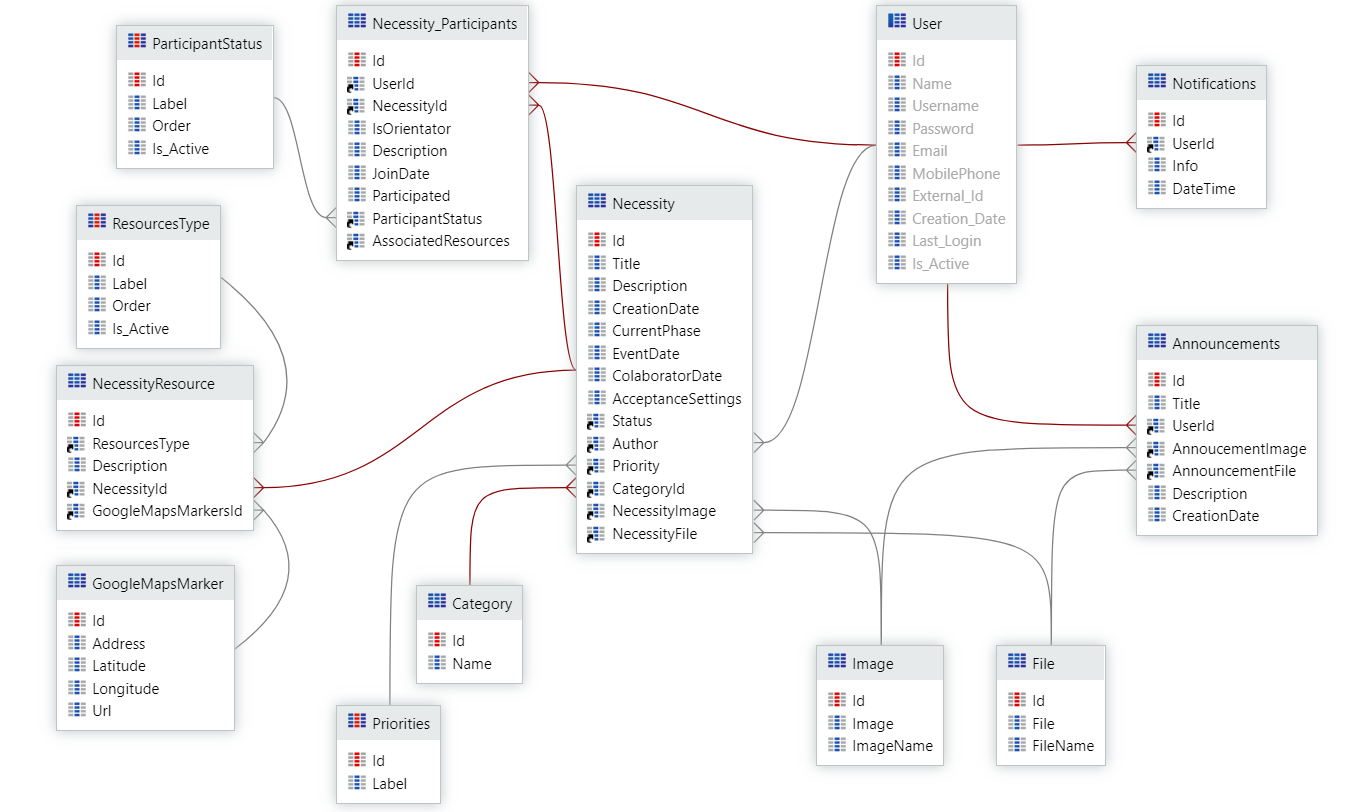 ParticipantStatus
Id
Label
Order
Is_Active
Necessity_Participants
Id
UserId
NecessityId
IsOrientator
Description
JoinDate
Participated
ParticipantStatus
AssociatedResources
User
Id
Name
Username
Password
Email
MobilePhone
External_Id
Creation_Date
Last_Login
Is_Active
Notifications
Id
UserId
Info
DateTime
ResourcesType
Id
Label
Order
Is_Active
Necessity
Id
Title
Description
CreationDate
CurrentPhase
EventDate
ColaboratorDate
AcceptanceSettings
Status
Author
Priority
CategoryId
NecessityImage
NecessityFile
Announcements
Id
Title
UserId
AnnoucementImage
AnnouncementFile
Description
CreationDate
NecessityResource
Id
ResourcesType
Description
NecessityId
GoogleMapsMarkersId
GoogleMapsMarker
Id
Address
Latitude
Longitude
Url
Category
Id
Name
Priorities
Id
Label
Image
Id
Image
ImageName
File
Id
File
FileName